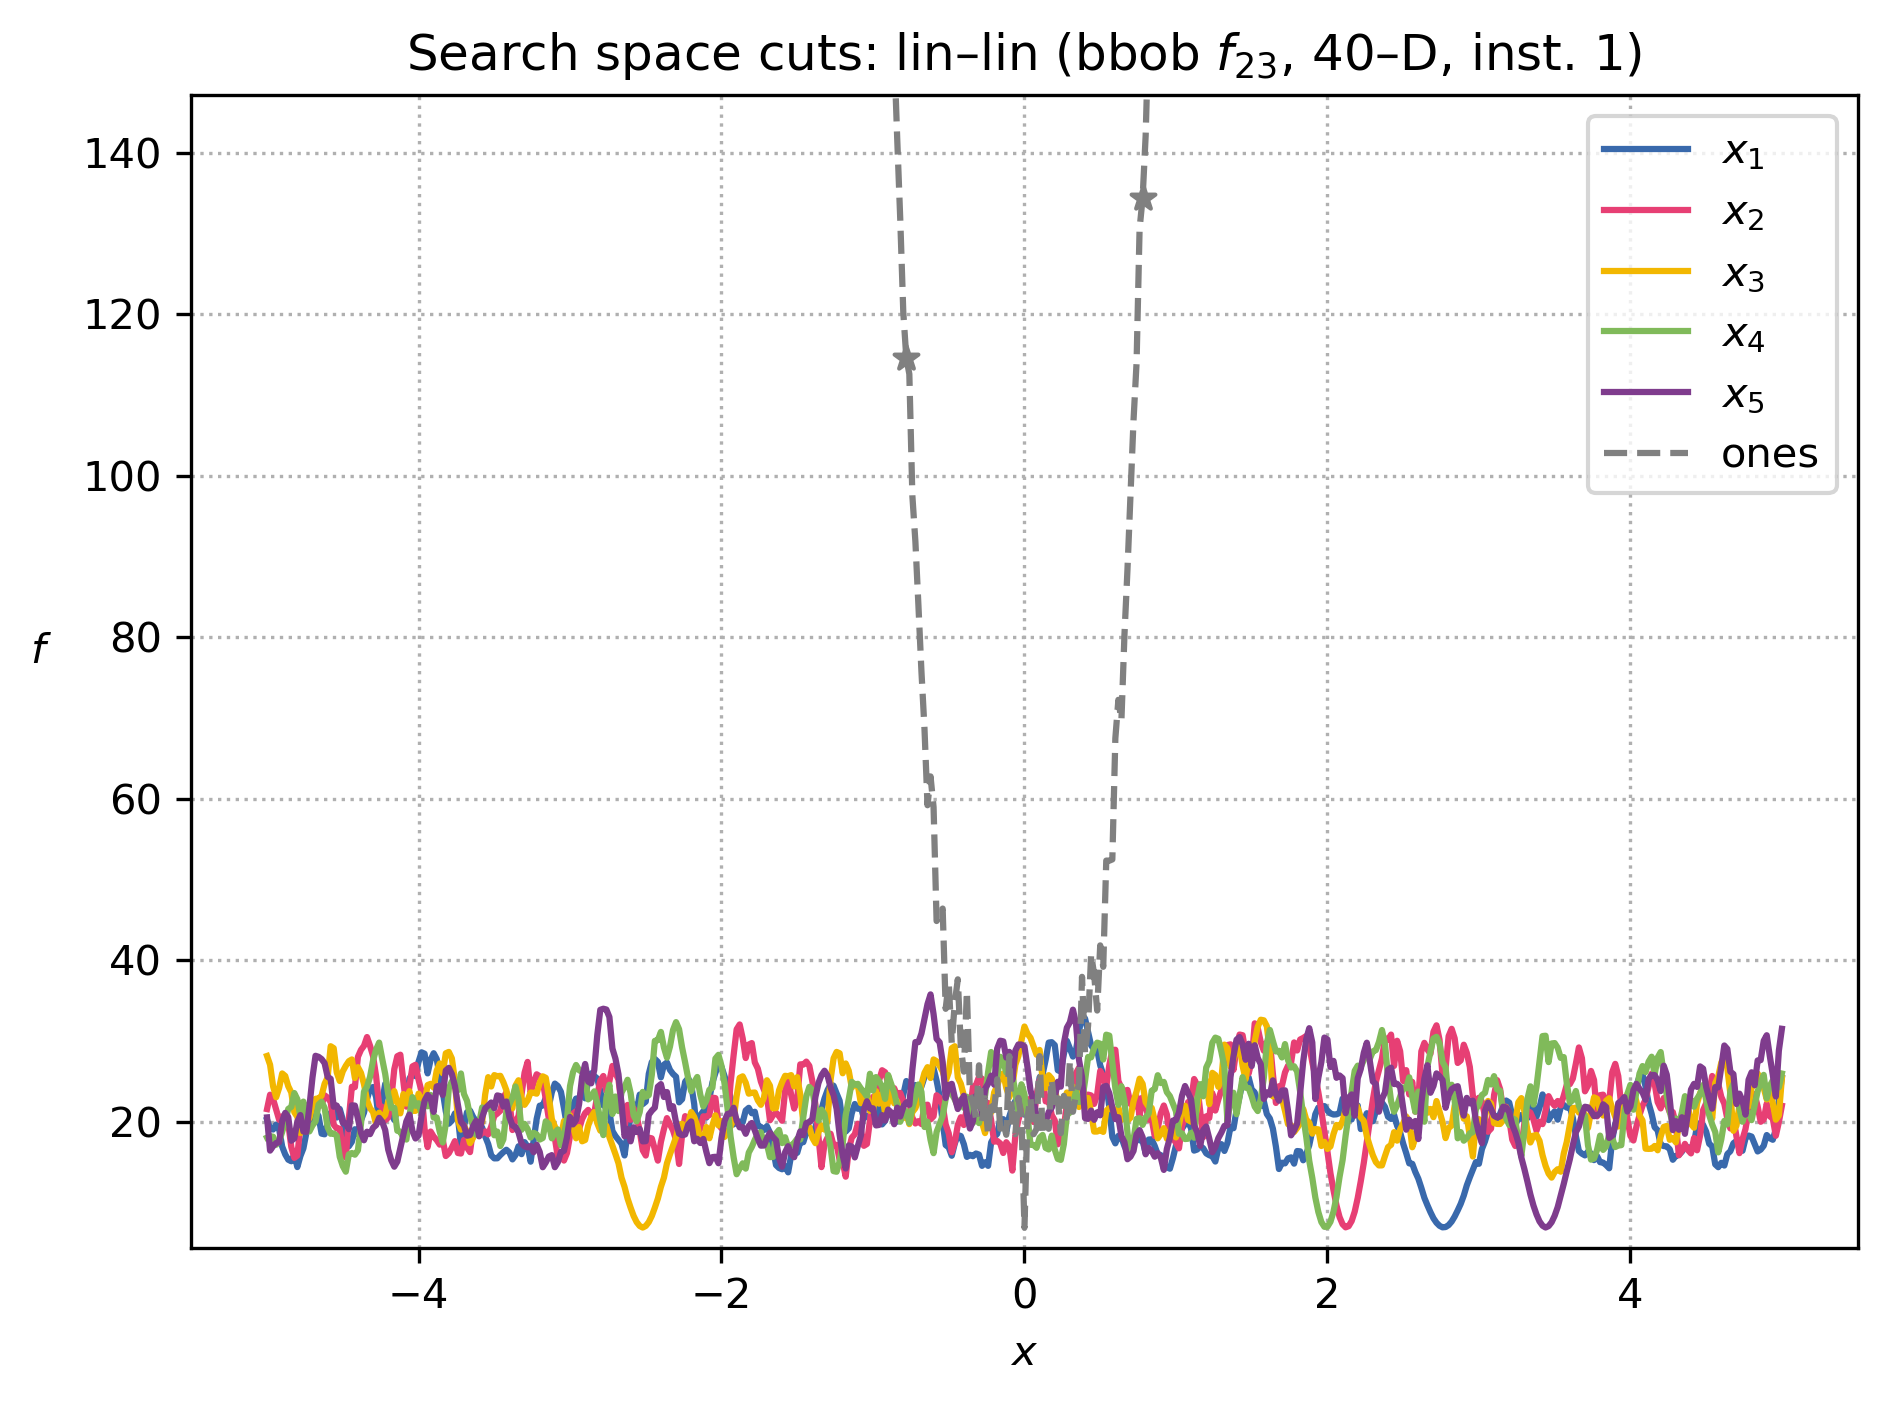 Search space cuts: lin–lin (bbob f₂₃, 40–D, inst. 1)
140
120
100
80
60
40
20
f
−4
−2
0
2
4
x
x₁
x₂
x₃
x₄
x₅
ones